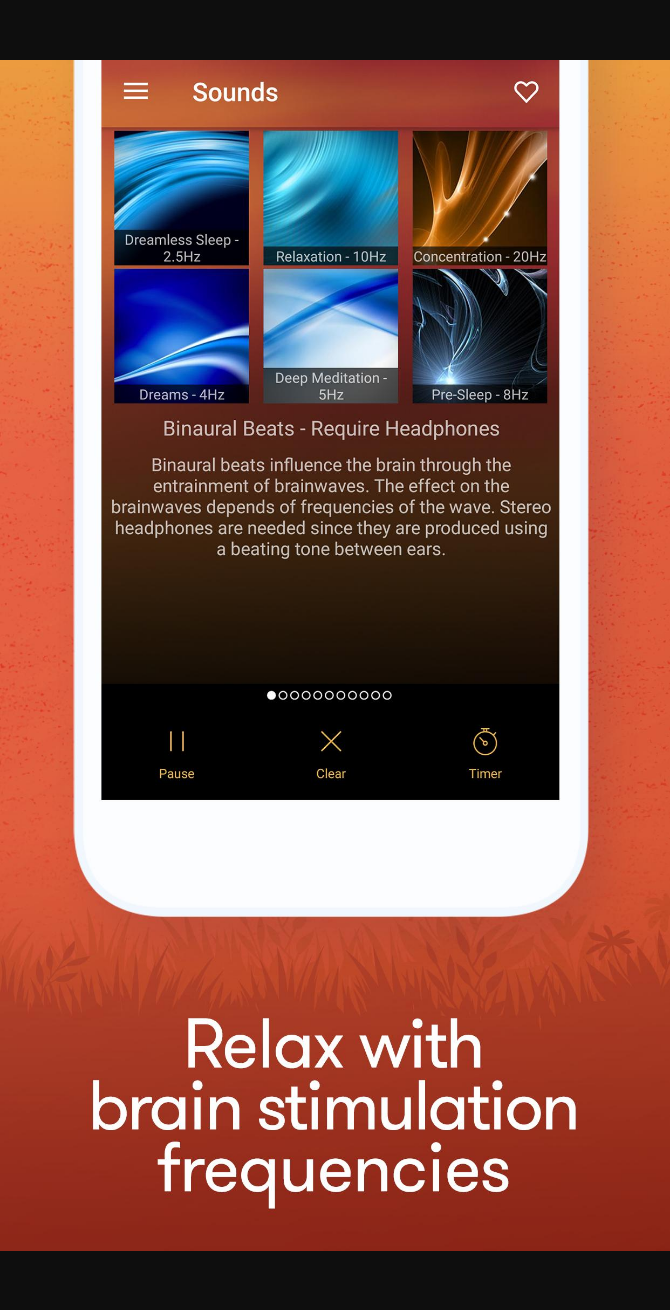 Sounds
Dreamless Sleep -
2.5Hz
Relaxation - 10Hz
Concentration - 20Hz
Dreams - 4Hz
Deep Meditation -
5Hz
Pre-Sleep - 8Hz
Binaural Beats - Require Headphones
Binaural beats influence the brain through the
entrainment of brainwaves. The effect on the
brainwaves depends of frequencies of the wave. Stereo
headphones are needed since they are produced using
a beating tone between ears.
Pause
Clear
Timer
Relax with
brain stimulation
frequencies